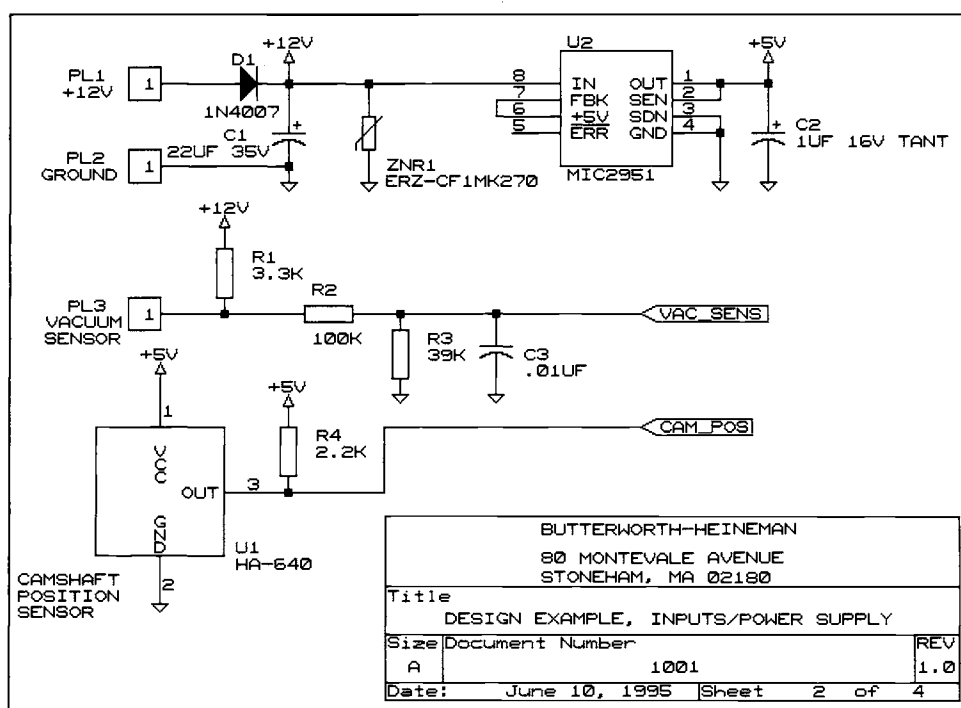 +12V
U2
+5V
PL1
+12V
1
D1
1N4007
8
7
6
5
IN
FBK
+5V
ERR
OUT
SEN
SDN
GND
1
2
3
4
C1
22UF 35V
C2
1UF 16V TANT
PL2
GROUND
1
ZNR1
ERZ-CF1MK270
MIC2951
+12V
R1
3.3K
PL3
VACUUM
SENSOR
1
R2
100K
R3
39K
C3
.01UF
VAC_SENS
+5V
1
+5V
R4
2.2K
CAM_POS
VCC
OUT
3
GND
2
U1
HA-640
CAMSHAFT
POSITION
SENSOR
BUTTERWORTH-HEINEMAN
80 MONTEVALE AVENUE
STONEHAM, MA 02180
Title
DESIGN EXAMPLE, INPUTS/POWER SUPPLY
Size Document Number REV
A 1001 1.0
Date: June 10, 1995 Sheet 2 of 4